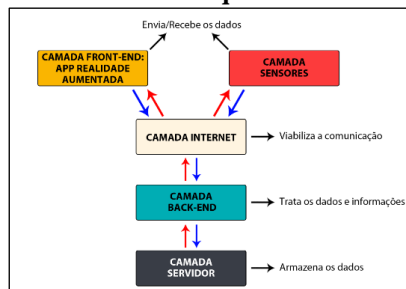 Envia/Recebe os dados
CAMADA FRONT-END:
APP REALIDADE
AUMENTADA
CAMADA
SENSORES
CAMADA INTERNET
Viabiliza a comunicação
CAMADA
BACK-END
Trata os dados e informações
CAMADA
SERVIDOR
Armazena os dados